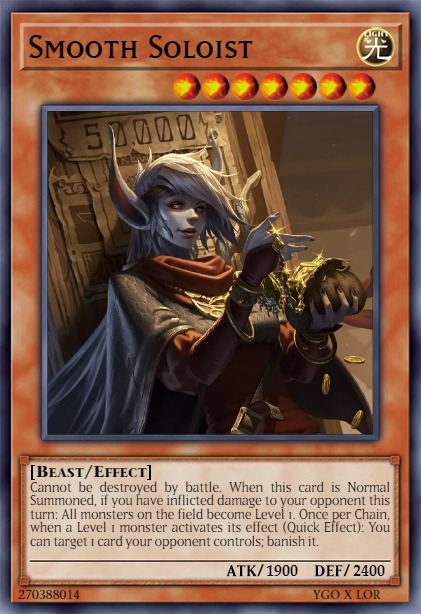 SMOOTH SOLOIST
LIGHT
光
50,000
[BEAST/EFFECT]
Cannot be destroyed by battle. When this card is Normal
Summoned, if you have inflicted damage to your opponent this
turn: All monsters on the field become Level 1. Once per Chain,
when a Level 1 monster activates its effect (Quick Effect): You
can target 1 card your opponent controls; banish it.
ATK/1900 DEF/2400
270388014 YGO X LOR